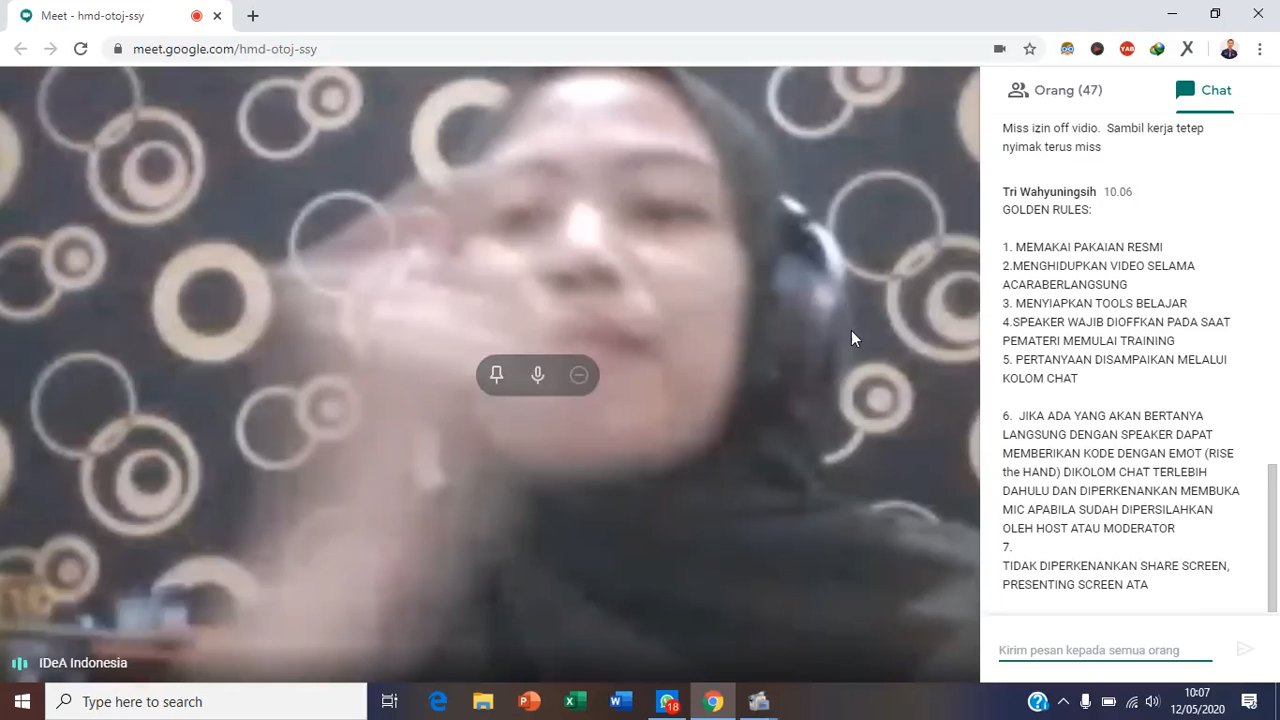 Meet - hmd-otoj-ssy
meet.google.com/hmd-otoj-ssy
YAB
Orang (47)
Chat
Miss izin off vidio. Sambil kerja tetep
nyimak terus miss
Tri Wahyuningsih 10.06
GOLDEN RULES:
1. MEMAKAI PAKAIAN RESMI
2.MENGHIDUPKAN VIDEO SELAMA
ACARABERLANGSUNG
3. MENYIAPKAN TOOLS BELAJAR
4.SPEAKER WAJIB DIOFFKAN PADA SAAT
PEMATERI MEMULAI TRAINING
5. PERTANYAAN DISAMPAIKAN MELALUI
KOLOM CHAT
6. JIKA ADA YANG AKAN BERTANYA
LANGSUNG DENGAN SPEAKER DAPAT
MEMBERIKAN KODE DENGAN EMOT (RISE
the HAND) DIKOLOM CHAT TERLEBIH
DAHULU DAN DIPERKENANKAN MEMBUKA
MIC APABILA SUDAH DIPERSILAHKAN
OLEH HOST ATAU MODERATOR
7.
TIDAK DIPERKENANKAN SHARE SCREEN,
PRESENTING SCREEN ATA
Kirim pesan kepada semua orang
IDeA Indonesia
Type here to search
18
10:07
12/05/2020